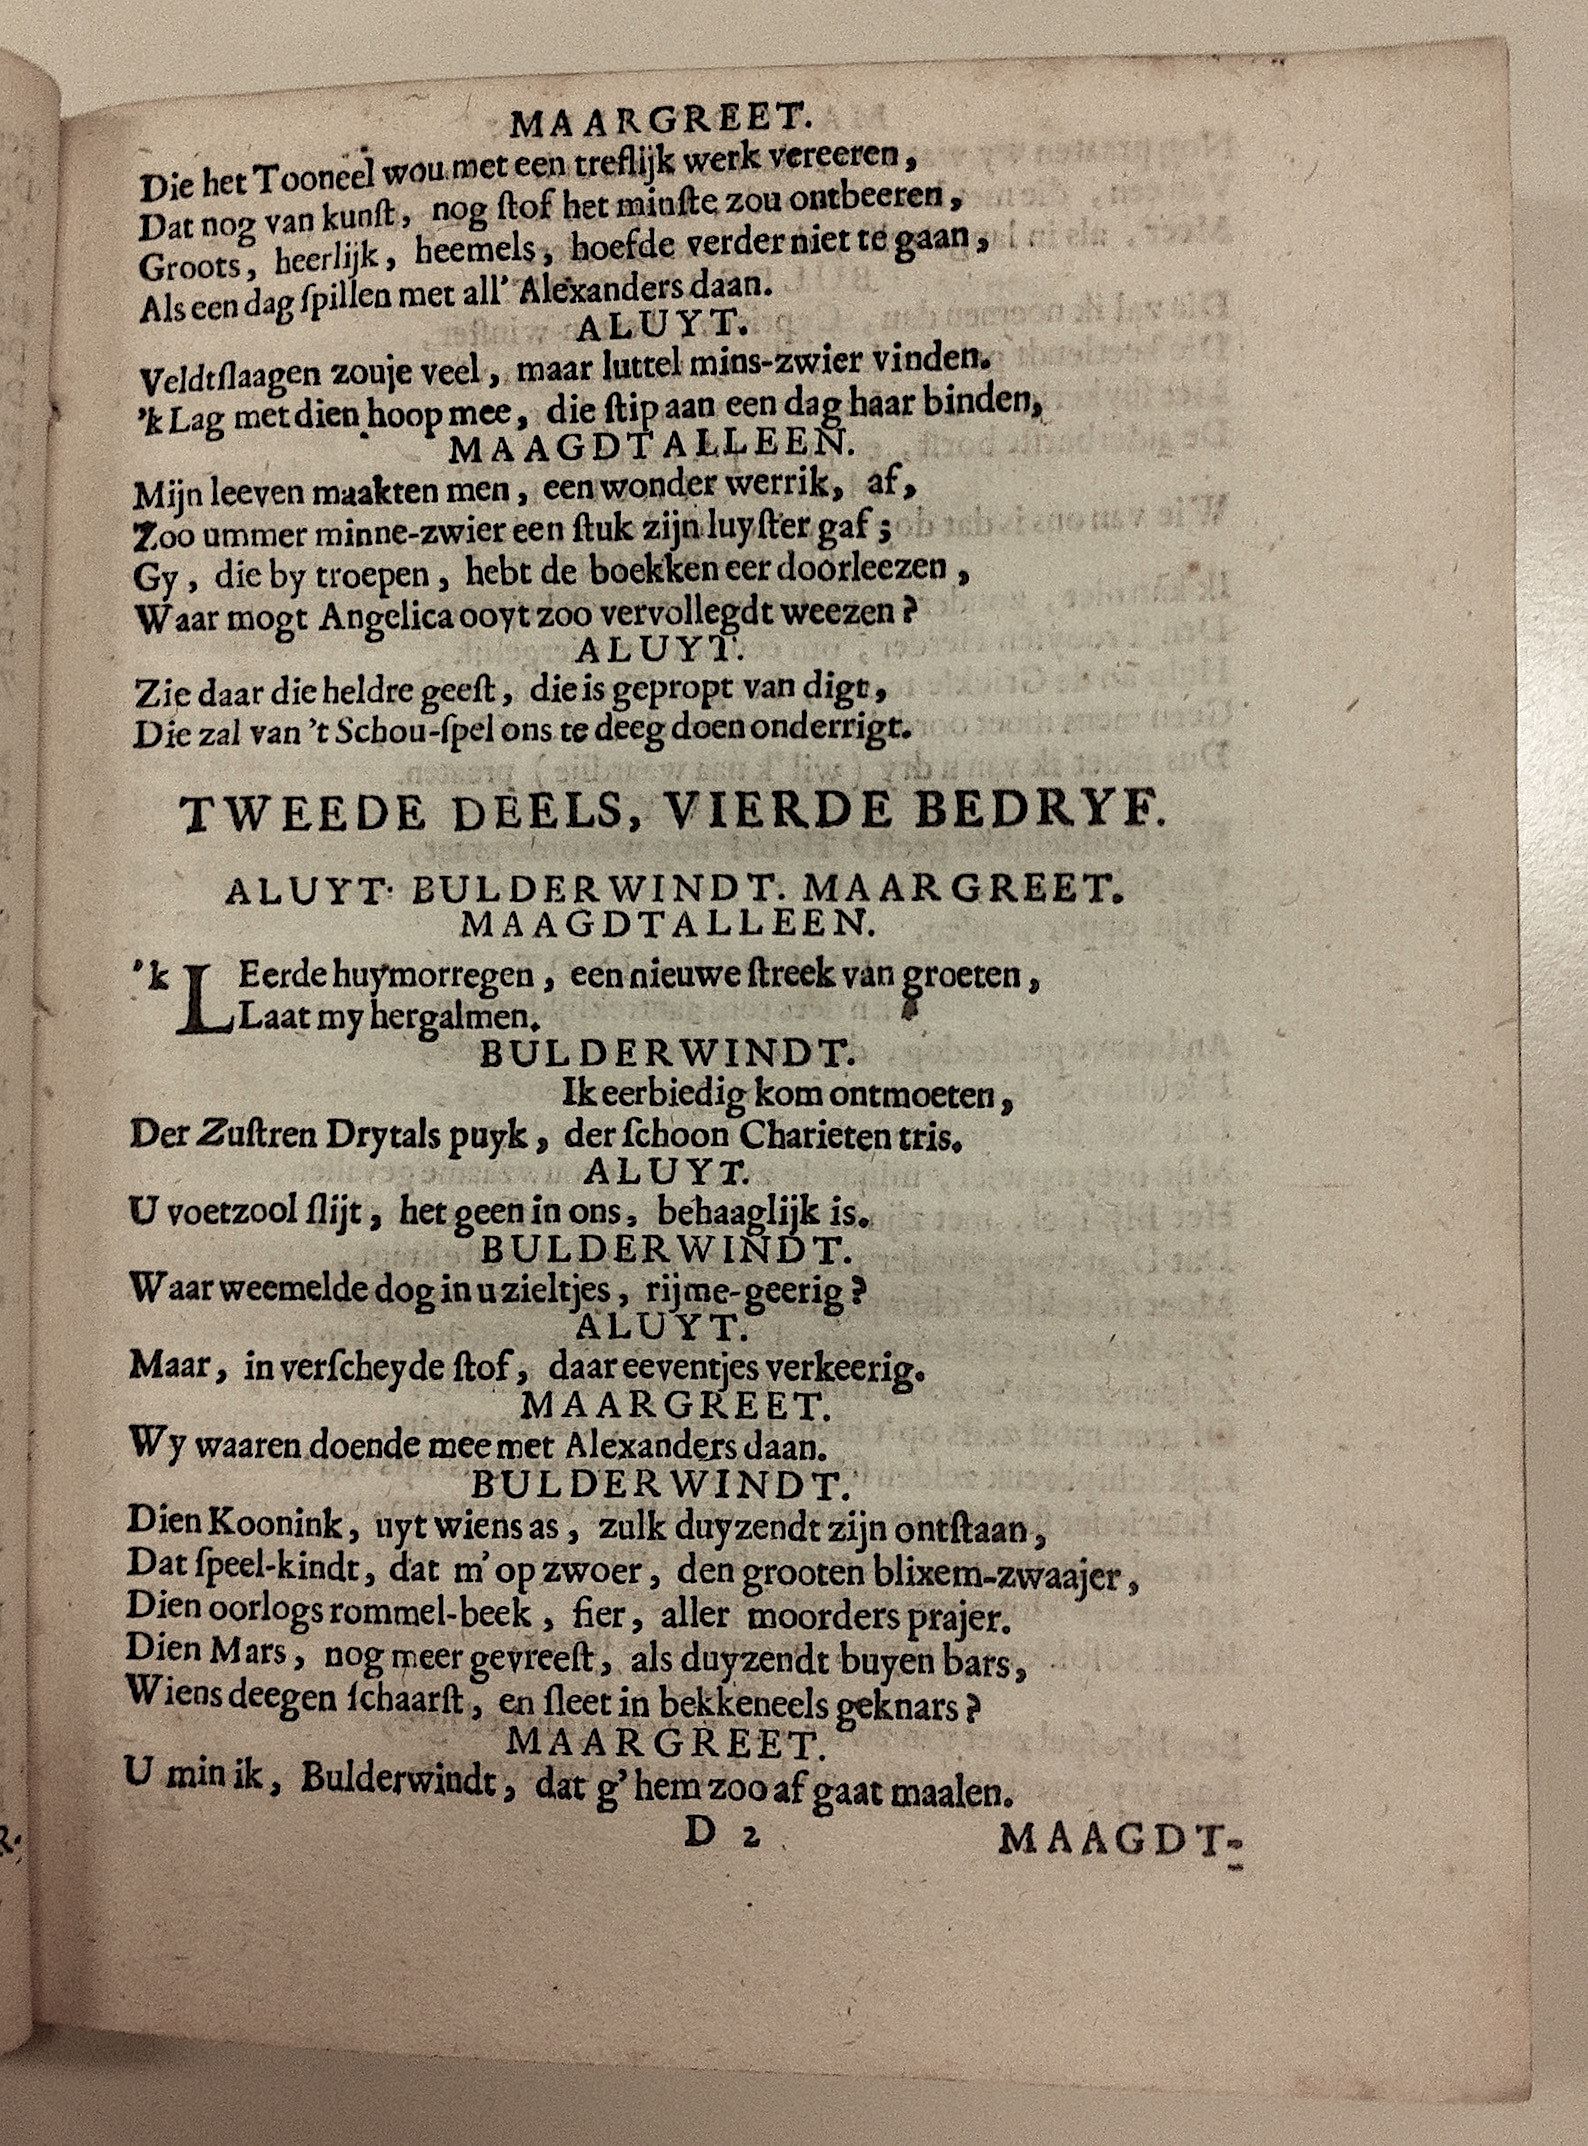 MAARGREET.
Die het Tooneel wou met een treflijk werk vereeren,
Dat nog van kunſt, nog ſtof het minſte zou ontbeeren,
Groots, heerlijk, heemels, hoefde verder niet te gaan,
Als een dag ſpillen met all' Alexanders daan.
ALUYT.
Veldtſlaagen zouje veel, maar luttel mins-zwier vinden.
'k Lag met dien hoop mee, die ſtip aan een dag haar binden,
MAAGDTALLEEN.
Mijn leeven maakten men, een wonder werrik, af,
Zoo ummer minne-zwier een ſtuk zijn luyſter gaf;
Gy, die by troepen, hebt de boekken eer doorleezen,
Waar mogt Angelica ooyt zoo vervollegdt weezen?
ALUYT.
Zie daar die heldre geeſt, die is gepropt van digt,
Die zal van 't Schou-ſpel ons te deeg doen onderrigt.
TWEEDE DEELS, VIERDE BEDRYF.
ALUYT. BULDERWINDT. MAARGREET.
MAAGDTALLEEN.
'k LEerde huymorregen, een nieuwe ſtreek van groeten,
Laat my hergalmen.
BULDERWINDT.
Ik eerbiedig kom ontmoeten,
Der Zuſtren Drytals puyk, der ſchoon Charieten tris.
ALUYT.
U voetzool ſlijt, het geen in ons, behaaglijk is.
BULDERWINDT.
Waar weemelde dog in u zieltjes, rijme-geerig?
ALUYT.
Maar, in verſcheyde ſtof, daar eeventjes verkeerig.
MAARGREET.
Wy waaren doende mee met Alexanders daan.
BULDERWINDT.
Dien Koonink, uyt wiens as, zulk duyzendt zijn ontſtaan,
Dat ſpeel-kindt, dat m' op zwoer, den grooten blixem-zwaajer,
Dien oorlogs rommel-beek, fier, aller moorders prajer.
Dien Mars, nog meer gevreeſt, als duyzendt buyen bars,
Wiens deegen ſchaarſt, en ſleet in bekkeneels geknars?
MAARGREET.
U min ik, Bulderwindt, dat g' hem zoo af gaat maalen.
D 2 MAAGDT-